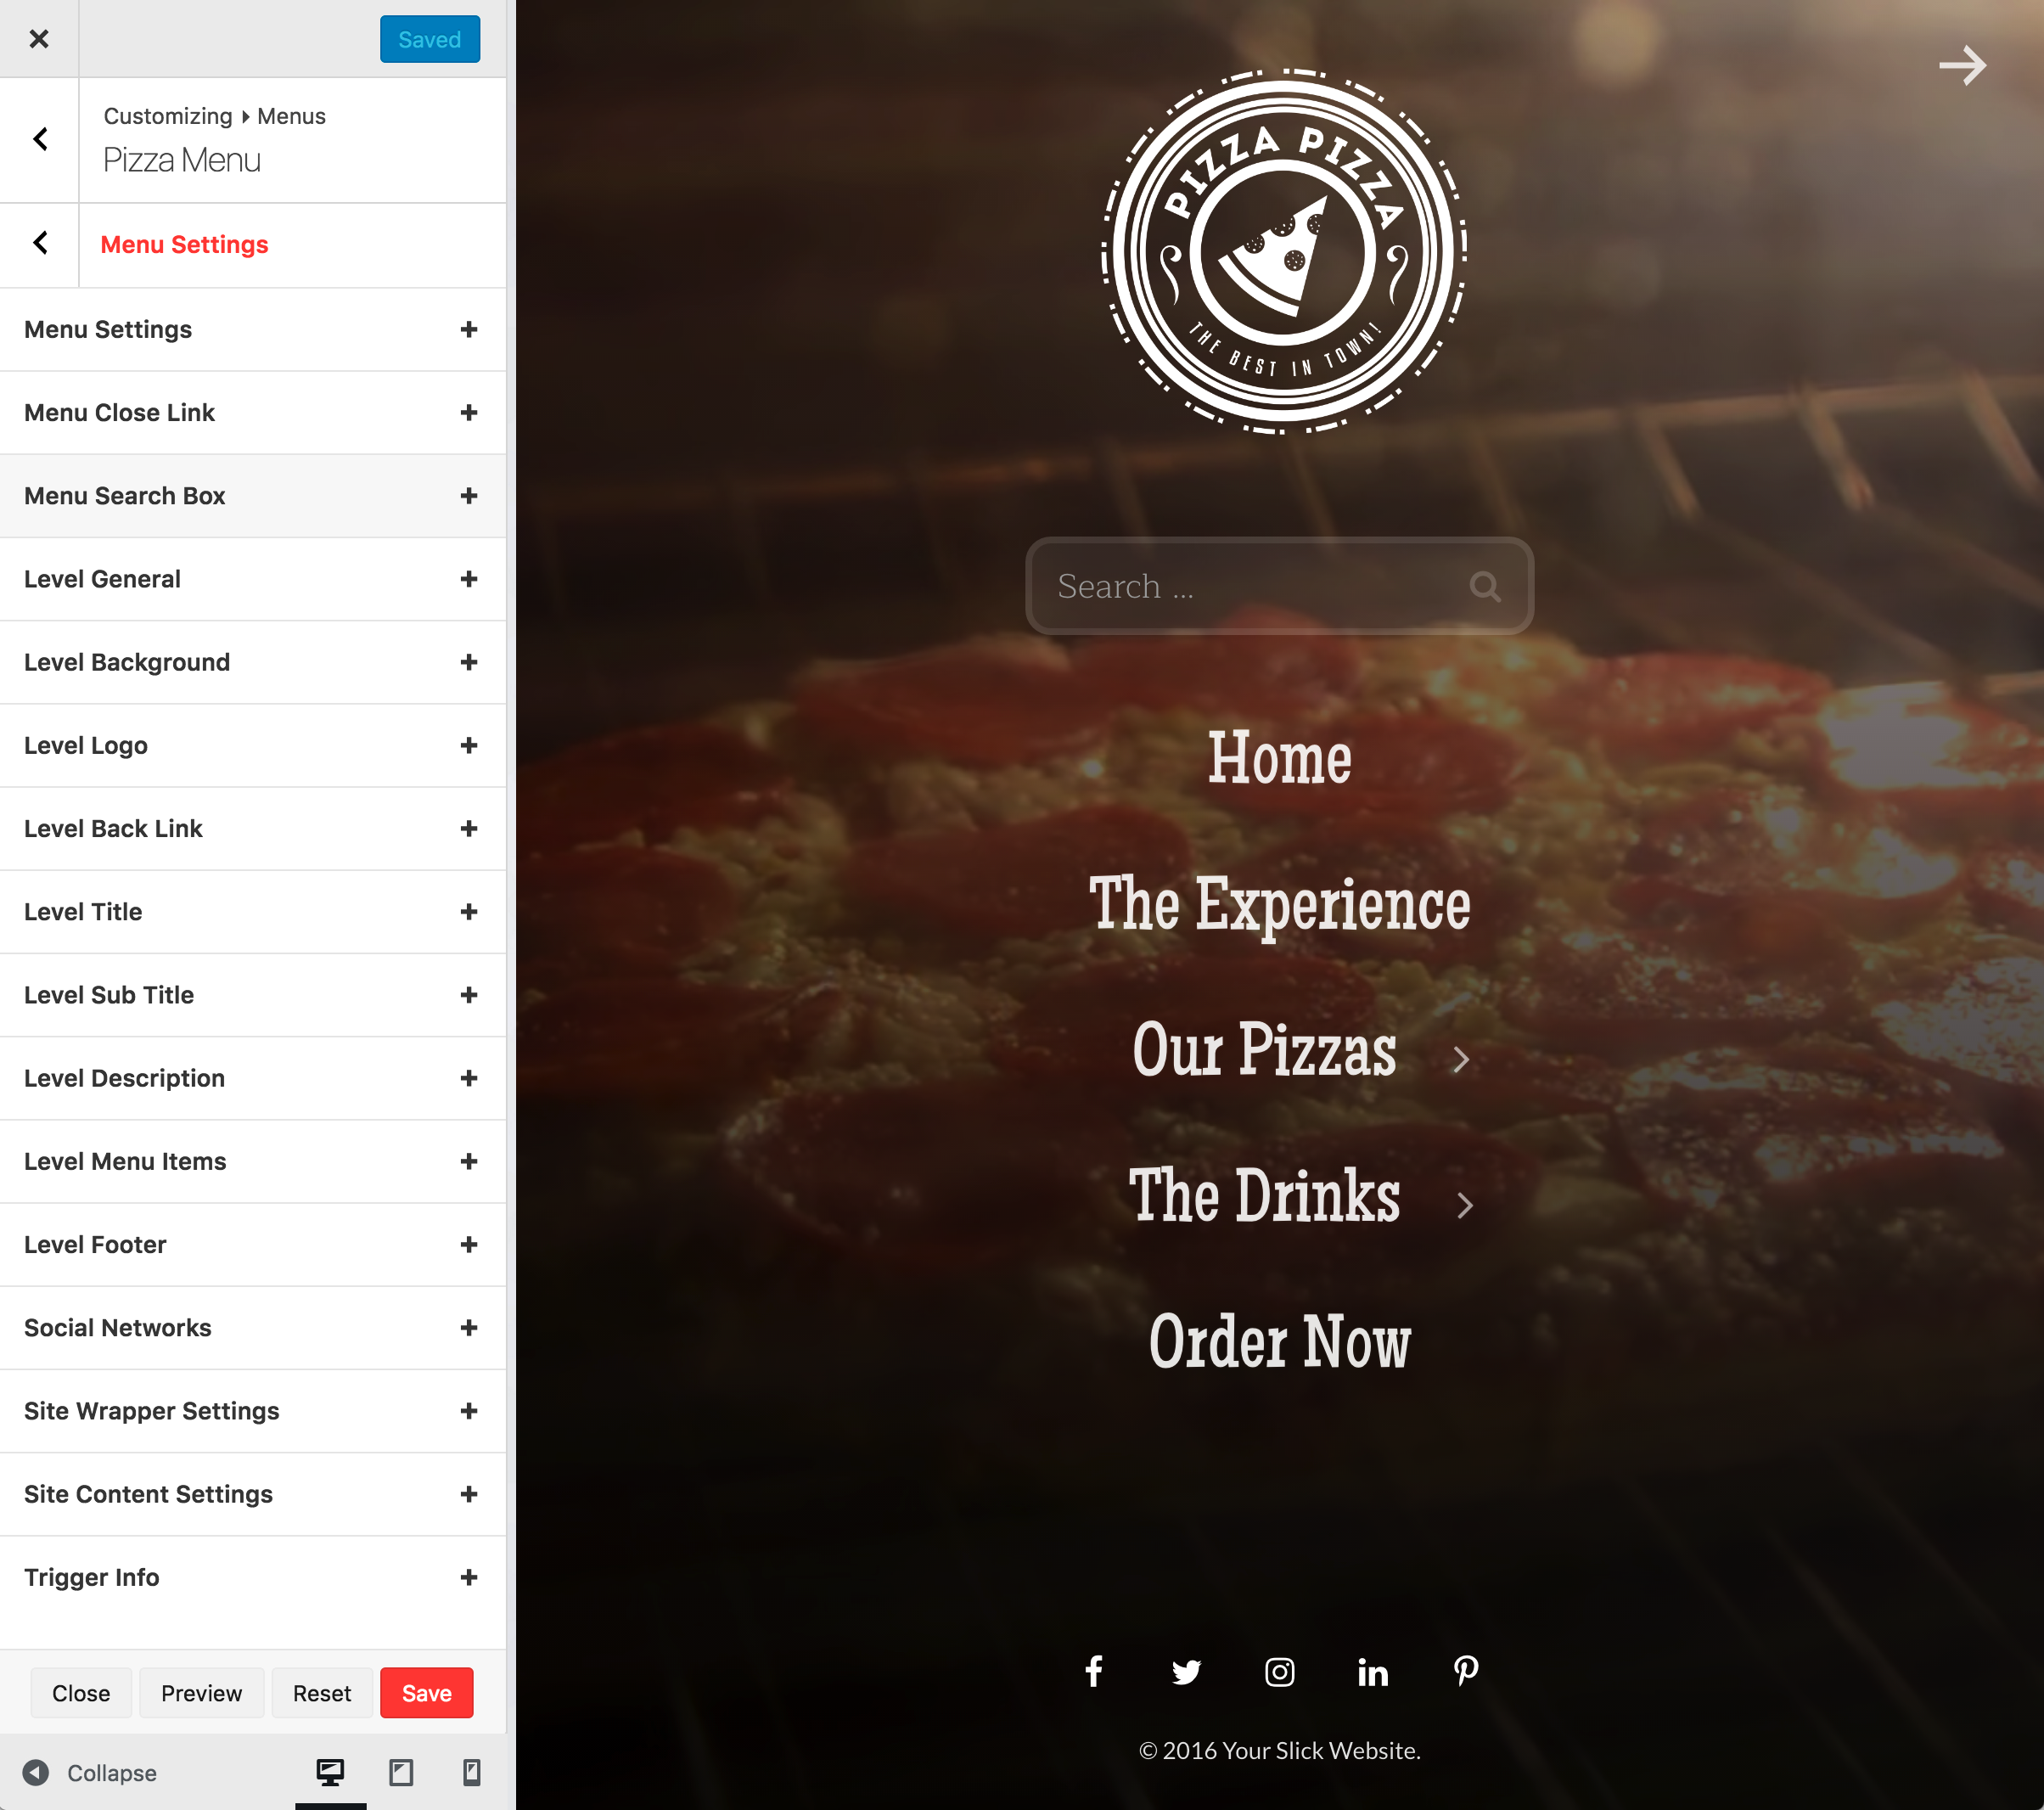 Saved
Customizing Menus
Pizza Menu
Menu Settings
Menu Settings
Menu Close Link
Menu Search Box
Level General
Level Background
Level Logo
Level Back Link
Level Title
Level Sub Title
Level Description
Level Menu Items
Level Footer
Social Networks
Site Wrapper Settings
Site Content Settings
Trigger Info
Close Preview Reset Save
Collapse
PIZZA PIZZA
THE BEST IN TOWN!
Search ...
Home
The Experience
Our Pizzas
The Drinks
Order Now
© 2016 Your Slick Website.